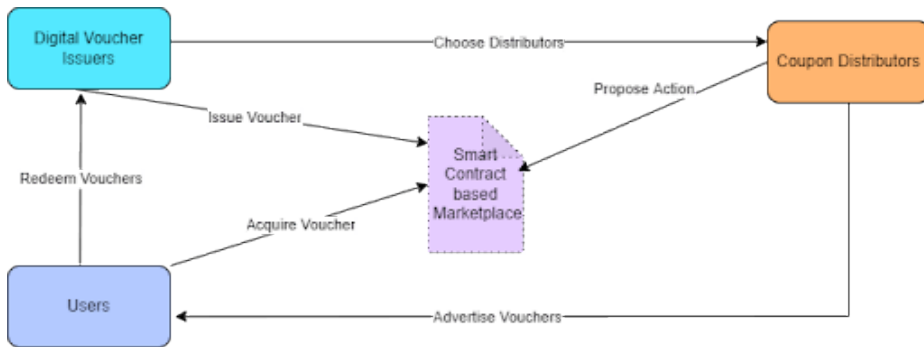 Digital Voucher
Issuers
Choose Distributors
Coupon Distributors
Propose Action
Issue Voucher
Smart
Contract
based
Marketplace
Redeem Vouchers
Acquire Voucher
Users
Advertise Vouchers